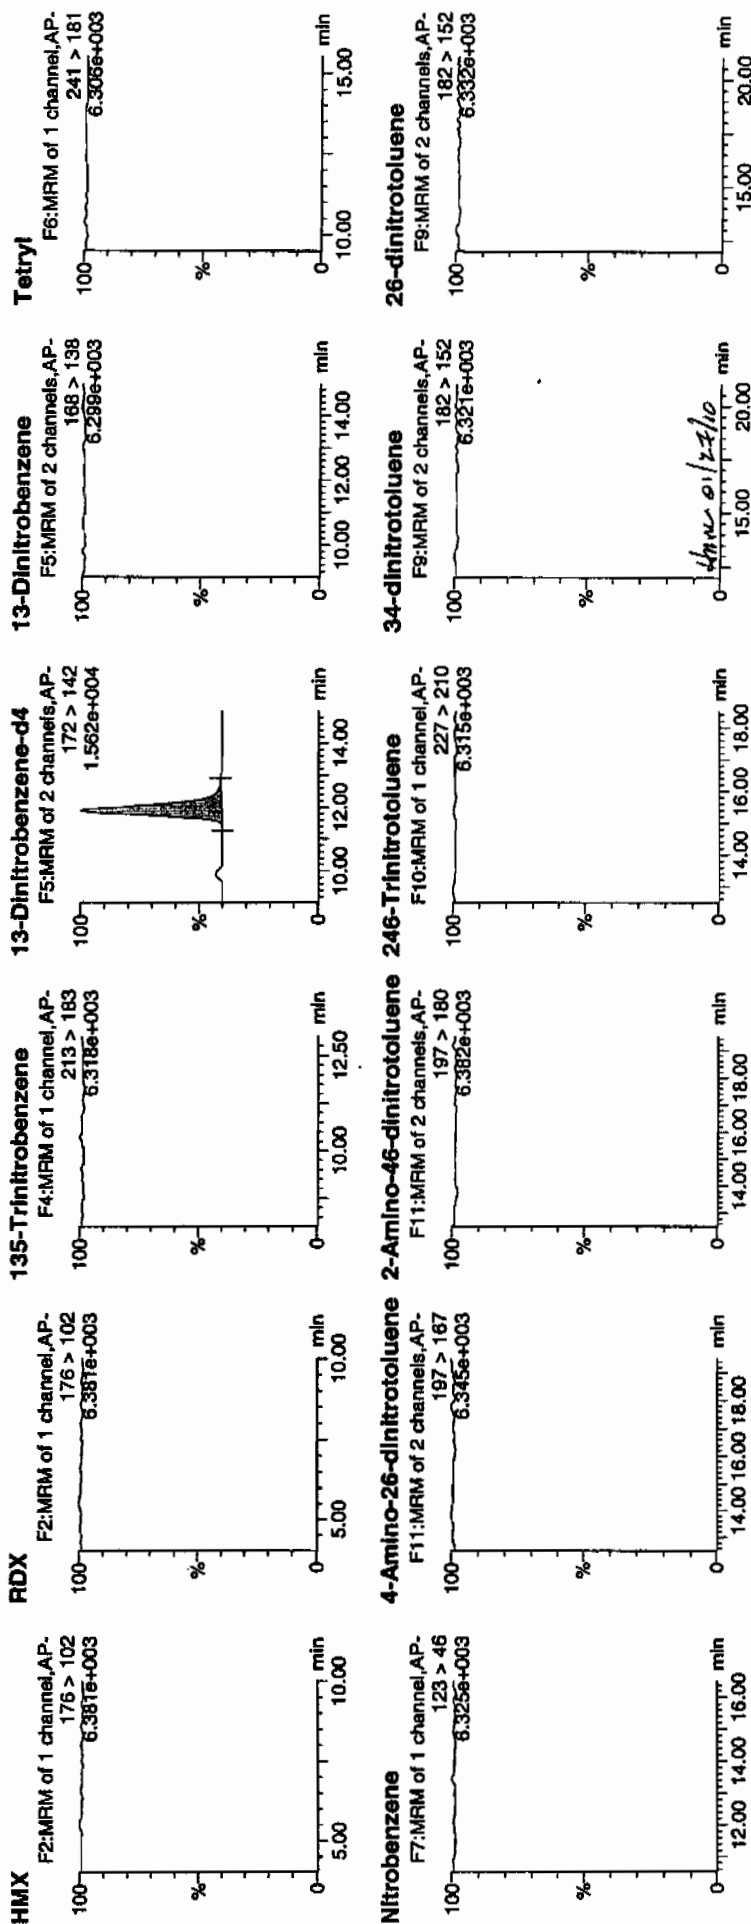 HMX
F2:MRM of 1 channel,AP-
176 > 102
6.381e+003
100
%
0
5.00
10.00
min
RDX
F2:MRM of 1 channel,AP-
176 > 102
6.381e+003
100
%
0
5.00
10.00
min
135-Trinitrobenzene
F4:MRM of 1 channel,AP-
213 > 183
6.318e+003
100
%
0
10.00
12.50
min
13-Dinitrobenzene-d4
F5:MRM of 2 channels,AP-
172 > 142
1.562e+004
100
%
0
10.00
12.00
14.00
min
13-Dinitrobenzene
F5:MRM of 2 channels,AP-
168 > 138
6.299e+003
100
%
0
10.00
12.00
14.00
min
Tetryl
F6:MRM of 1 channel,AP-
241 > 181
6.306e+003
100
%
0
10.00
15.00
min
Nitrobenzene
F7:MRM of 1 channel,AP-
123 > 46
6.325e+003
100
%
0
12.00
14.00
16.00
min
4-Amino-26-dinitrotoluene
F11:MRM of 2 channels,AP-
197 > 167
6.345e+003
100
%
0
14.00
16.00
18.00
min
2-Amino-46-dinitrotoluene
F11:MRM of 2 channels,AP-
197 > 180
6.382e+003
100
%
0
14.00
16.00
18.00
min
246-Trinitrotoluene
F10:MRM of 1 channel,AP-
227 > 210
6.315e+003
100
%
0
14.00
16.00
18.00
min
34-dinitrotoluene
F9:MRM of 2 channels,AP-
182 > 152
6.321e+003
100
%
0
15.00
20.00
min
01/27/10
26-dinitrotoluene
F9:MRM of 2 channels,AP-
182 > 152
6.332e+003
100
%
0
15.00
20.00
min